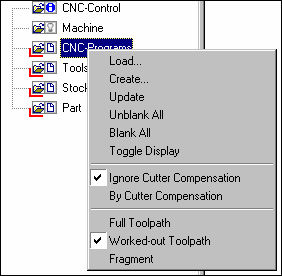 CNC-Control
Machine
CNC-Programs
Tools
Stock
Part
Load...
Create...
Update
Unblank All
Blank All
Toggle Display
Ignore Cutter Compensation
By Cutter Compensation
Full Toolpath
Worked-out Toolpath
Fragment